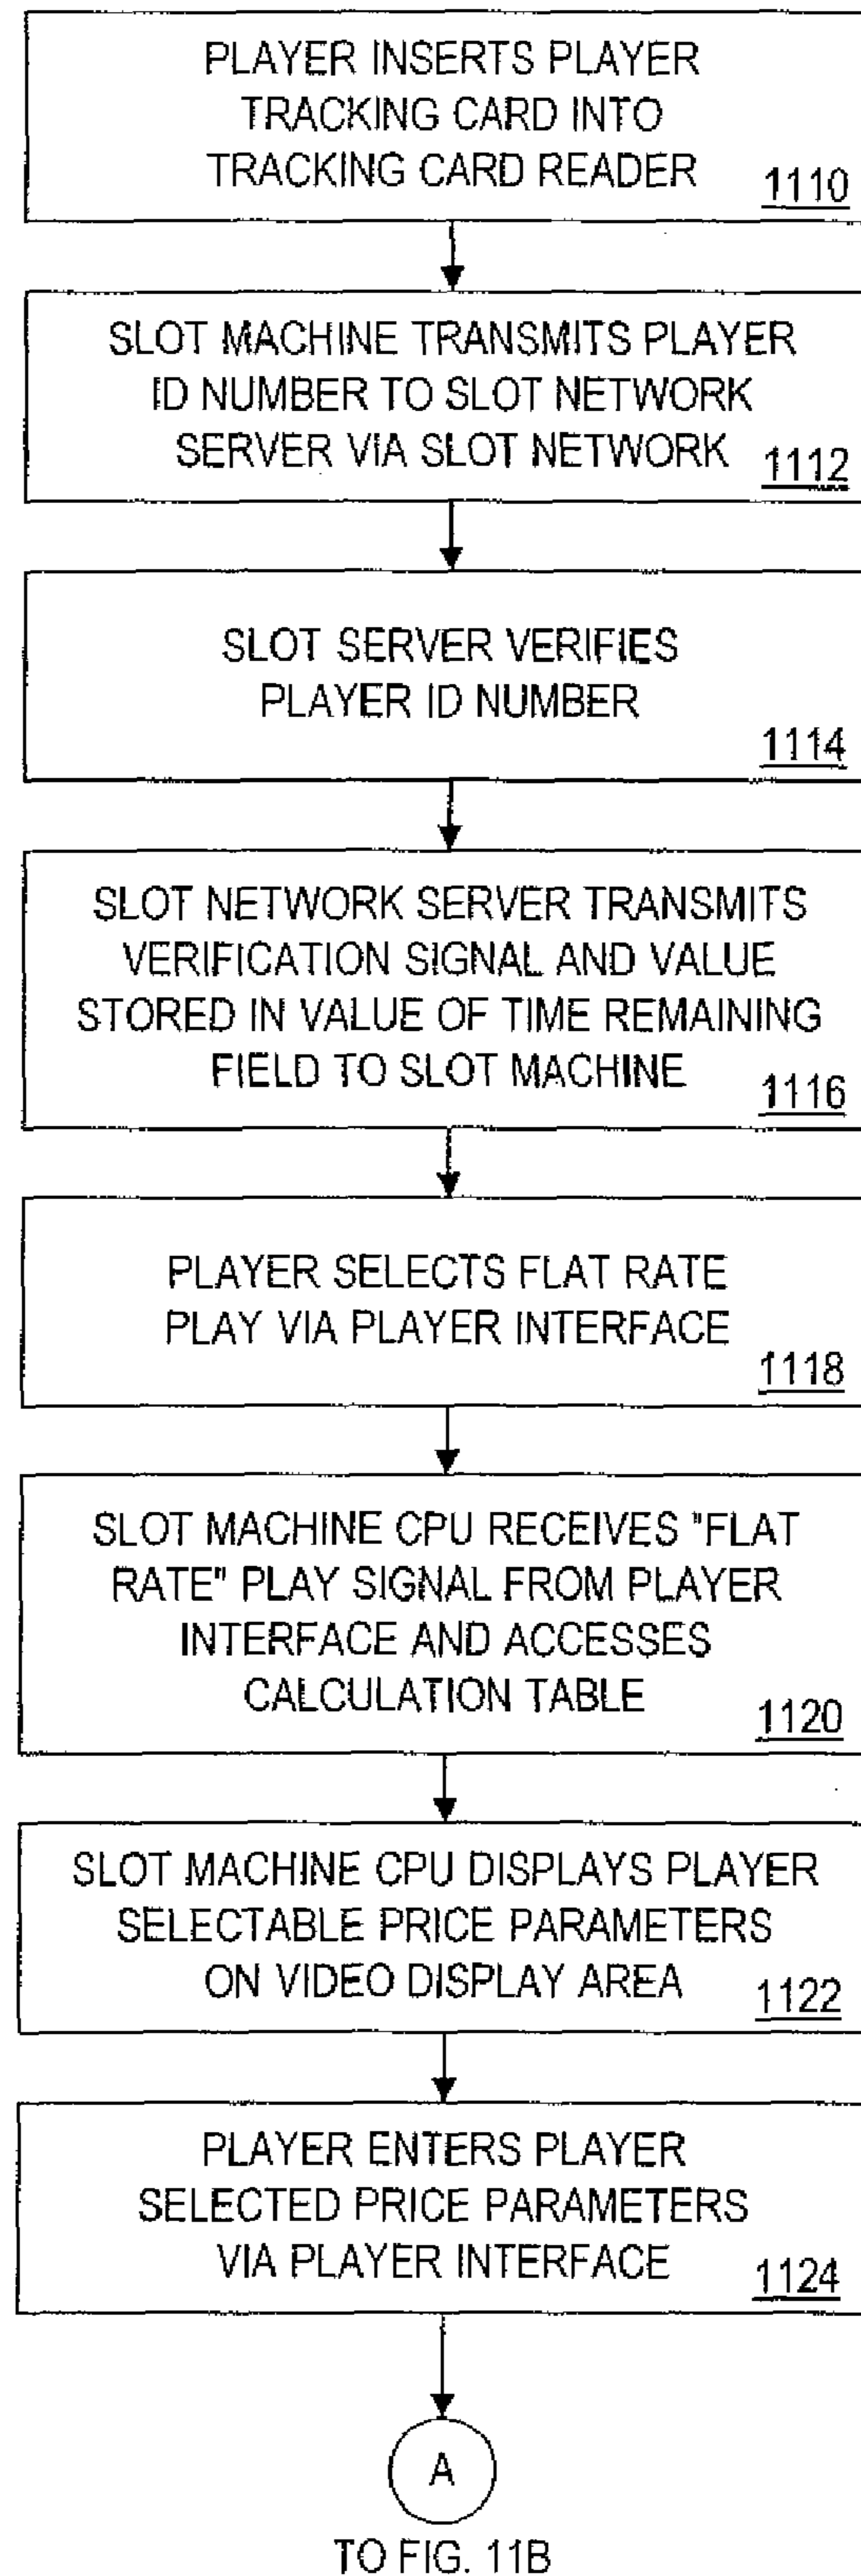 PLAYER INSERTS PLAYER
TRACKING CARD INTO
TRACKING CARD READER
1110
SLOT MACHINE TRANSMITS PLAYER
ID NUMBER TO SLOT NETWORK
SERVER VIA SLOT NETWORK
1112
SLOT SERVER VERIFIES
PLAYER ID NUMBER
1114
SLOT NETWORK SERVER TRANSMITS
VERIFICATION SIGNAL AND VALUE
STORED IN VALUE OF TIME REMAINING
FIELD TO SLOT MACHINE
1116
PLAYER SELECTS FLAT RATE
PLAY VIA PLAYER INTERFACE
1118
SLOT MACHINE CPU RECEIVES "FLAT
RATE" PLAY SIGNAL FROM PLAYER
INTERFACE AND ACCESSES
CALCULATION TABLE
1120
SLOT MACHINE CPU DISPLAYS PLAYER
SELECTABLE PRICE PARAMETERS
ON VIDEO DISPLAY AREA
1122
PLAYER ENTERS PLAYER
SELECTED PRICE PARAMETERS
VIA PLAYER INTERFACE
1124
A
TO FIG. 11B